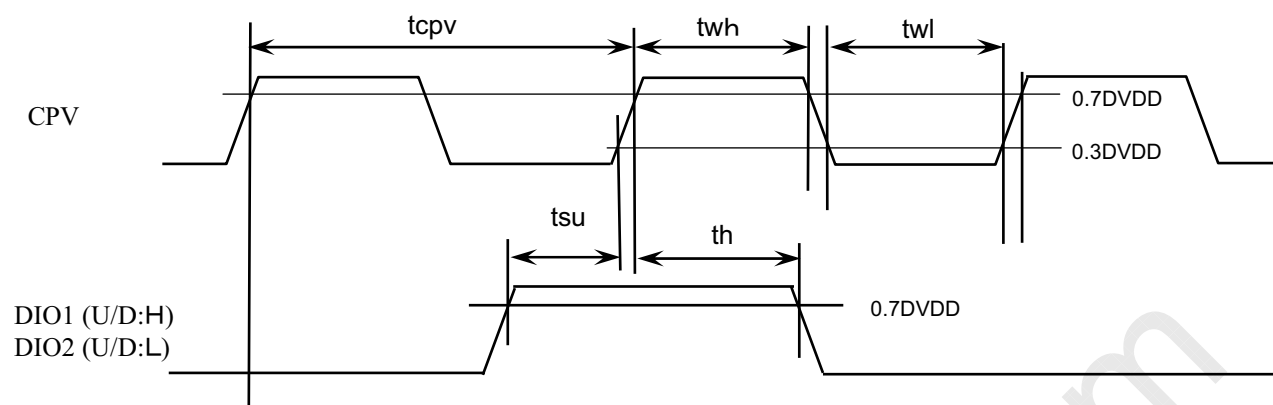 tcpv
twh
twl
CPV
0.7DVDD
0.3DVDD
tsu
th
DIO1 (U/D:H)
0.7DVDD
DIO2 (U/D:L)
m